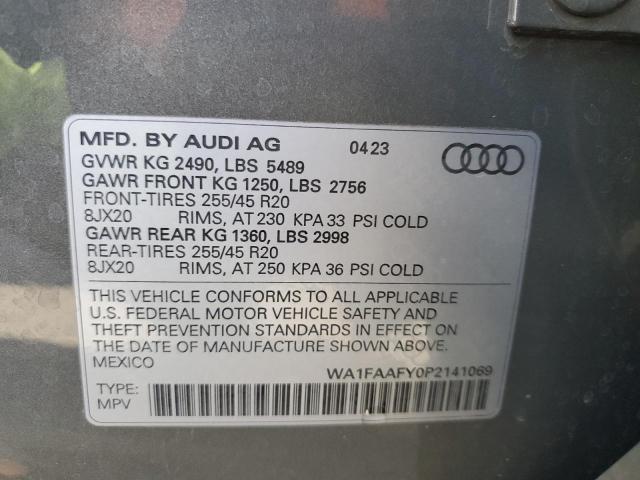 MFD. BY AUDI AG 0423
GVWR KG 2490, LBS 5489
GAWR FRONT KG 1250, LBS 2756
FRONT-TIRES 255/45 R20
8JX20 RIMS, AT 230 KPA 33 PSI COLD
GAWR REAR KG 1360, LBS 2998
REAR-TIRES 255/45 R20
8JX20 RIMS, AT 250 KPA 36 PSI COLD
THIS VEHICLE CONFORMS TO ALL APPLICABLE
U.S. FEDERAL MOTOR VEHICLE SAFETY AND
THEFT PREVENTION STANDARDS IN EFFECT ON
THE DATE OF MANUFACTURE SHOWN ABOVE.
MEXICO
WA1FAAFY0P2141069
TYPE:
MPV